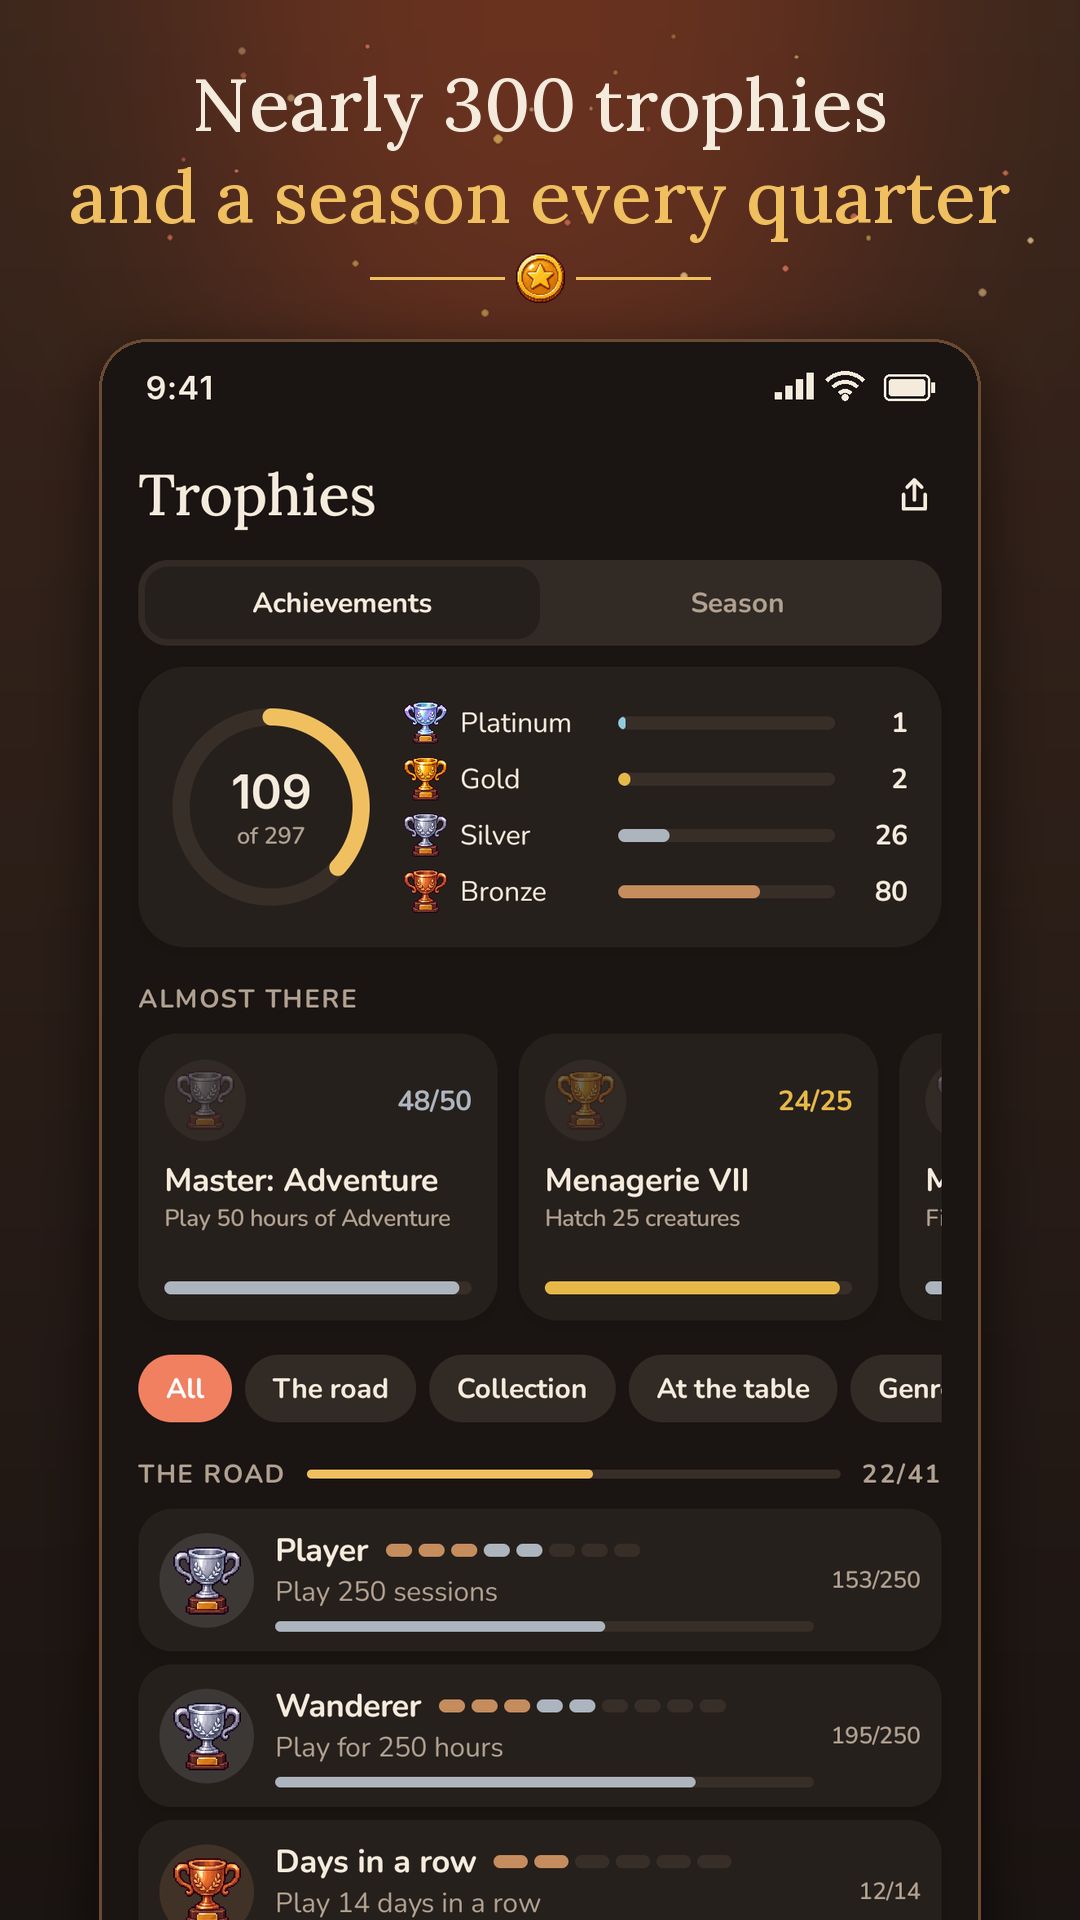 Nearly 300 trophies
and a season every quarter
9:41
Trophies
Achievements
Season
109
of 297
Platinum
1
Gold
2
Silver
26
Bronze
80
ALMOST THERE
48/50
Master: Adventure
Play 50 hours of Adventure
24/25
Menagerie VII
Hatch 25 creatures
All
The road
Collection
At the table
THE ROAD
22/41
Player
Play 250 sessions
153/250
Wanderer
Play for 250 hours
195/250
Days in a row
Play 14 days in a row
12/14